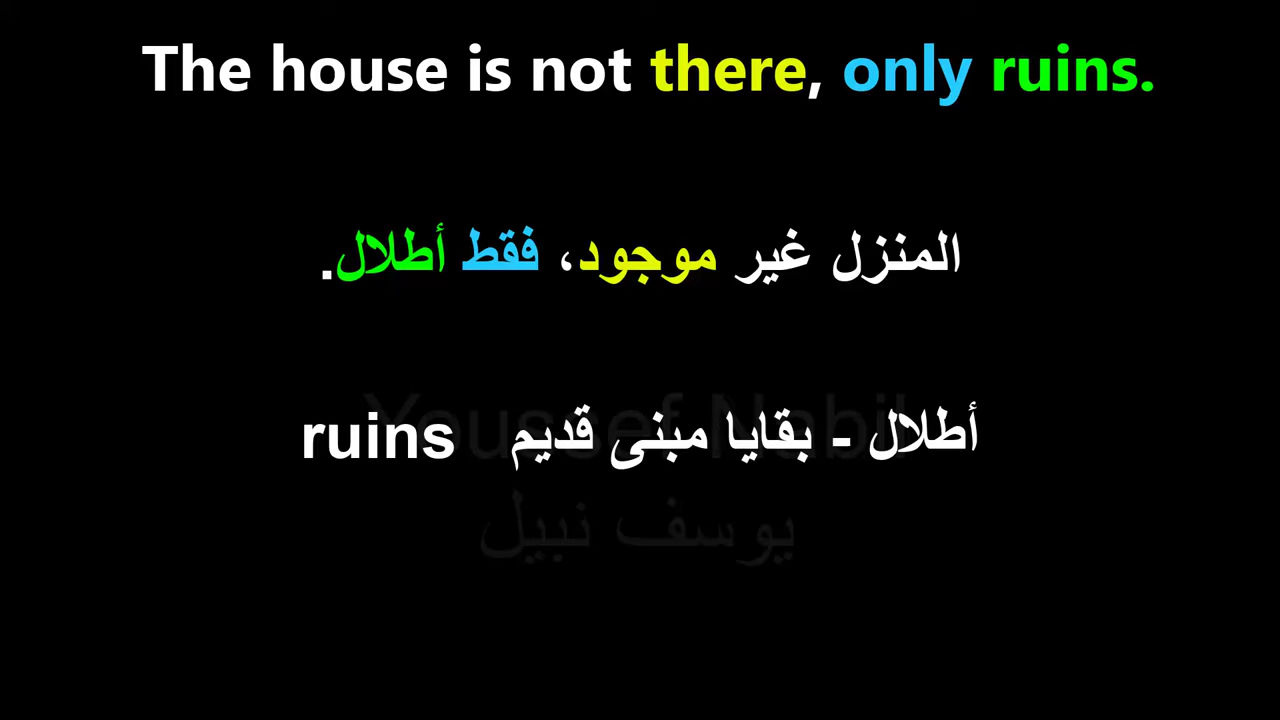 The house is not there, only ruins.
المنزل غير موجود، فقط أطلال.
أطلال - بقايا مبنى قديم ruins
Youseef Nabil
يوسف نبيل